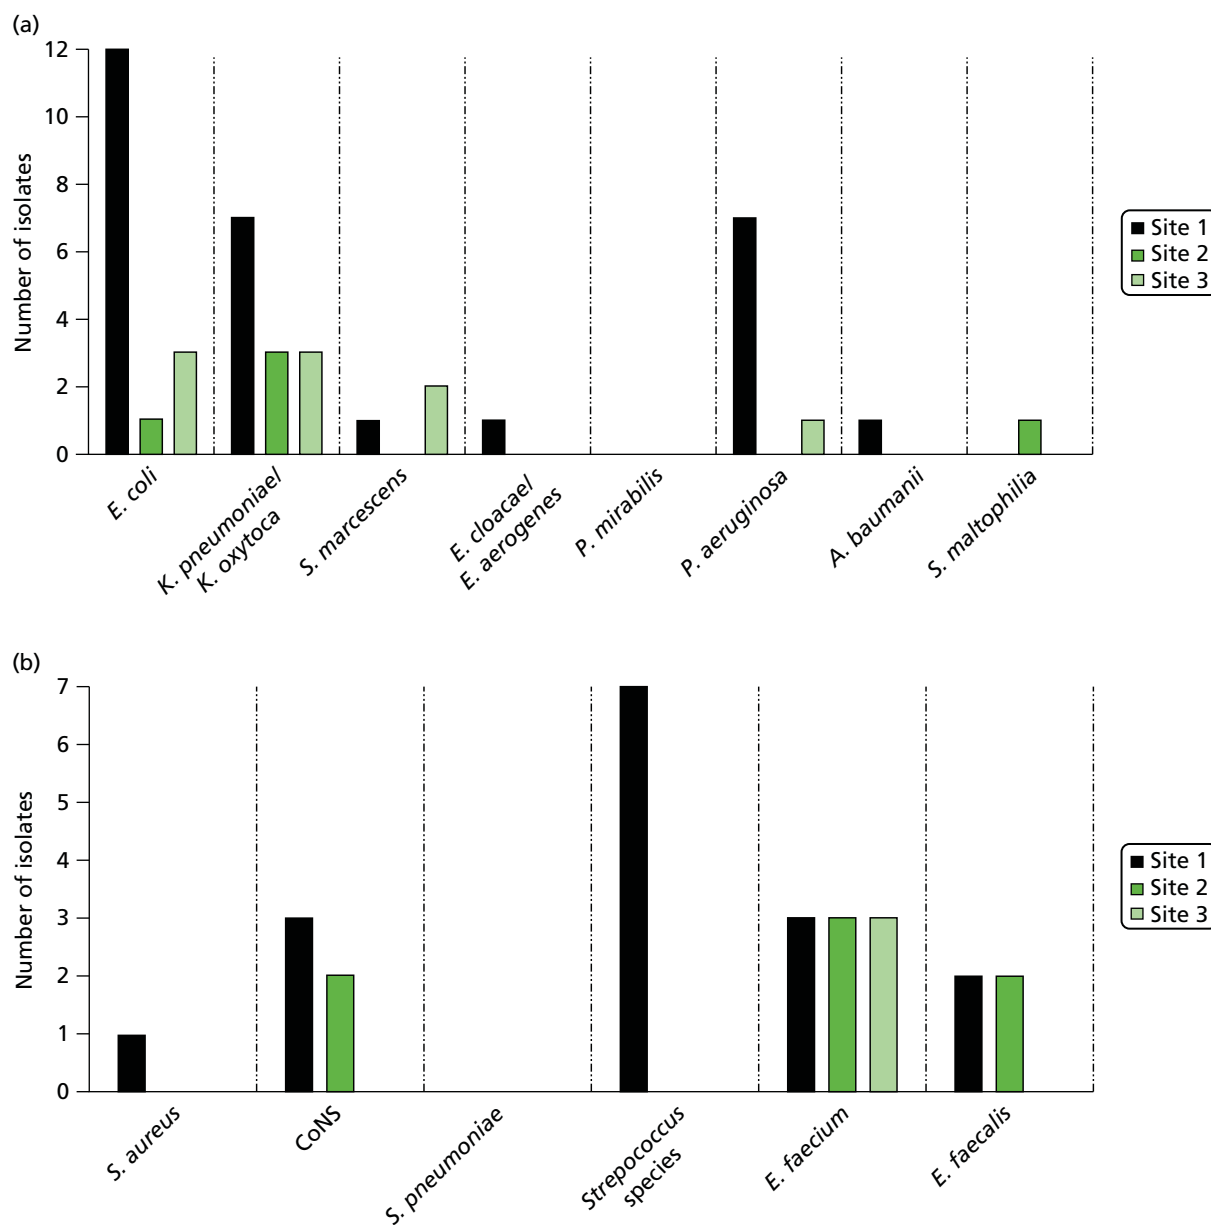 (a)
12
10
8
6
4
2
0
Number of isolates
E. coli
K. pneumoniae/
K. oxytoca
S. marcescens
E. cloacae/
E. aerogenes
P. mirabilis
P. aeruginosa
A. baumanii
S. maltophilia
Site 1
Site 2
Site 3
(b)
7
6
5
4
3
2
1
0
Number of isolates
S. aureus
CoNS
S. pneumoniae
Strepococcus
species
E. faecium
E. faecalis
Site 1
Site 2
Site 3